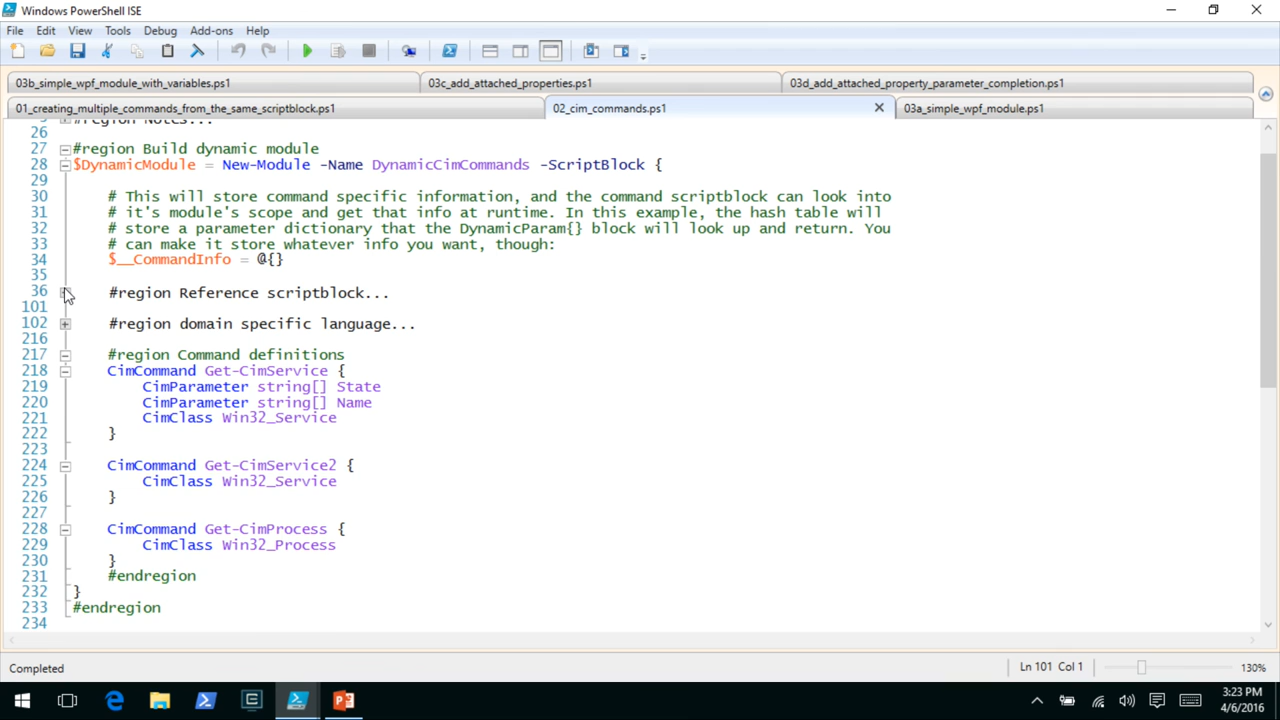 Windows PowerShell ISE
File Edit View Tools Debug Add-ons Help
03b_simple_wpf_module_with_variables.ps1 03c_add_attached_properties.ps1 03d_add_attached_property_parameter_completion.ps1
01_creating_multiple_commands_from_the_same_scriptblock.ps1 02_cim_commands.ps1 03a_simple_wpf_module.ps1
#region Notes...
26
27 #region Build dynamic module
28 $DynamicModule = New-Module -Name DynamicCimCommands -ScriptBlock {
29
30 # This will store command specific information, and the command scriptblock can look into
31 # it's module's scope and get that info at runtime. In this example, the hash table will
32 # store a parameter dictionary that the DynamicParam{} block will look up and return. You
33 # can make it store whatever info you want, though:
34 $__CommandInfo = @{}
35
36 #region Reference scriptblock...
101
102 #region domain specific language...
216
217 #region Command definitions
218 CimCommand Get-CimService {
219 CimParameter string[] State
220 CimParameter string[] Name
221 CimClass Win32_Service
222 }
223
224 CimCommand Get-CimService2 {
225 CimClass Win32_Service
226 }
227
228 CimCommand Get-CimProcess {
229 CimClass Win32_Process
230 }
231 #endregion
232 }
233 #endregion
234
Completed Ln 101 Col 1 130%
3:23 PM
4/6/2016